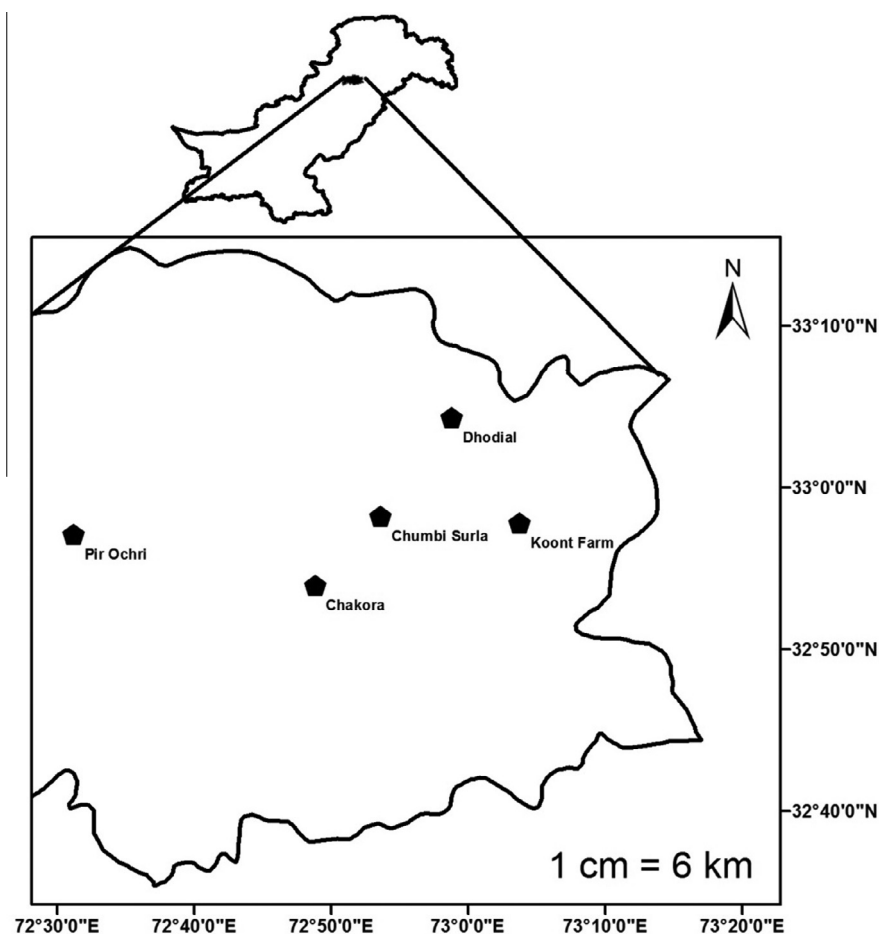 N
33°10'0"N
Dhodial
33°0'0"N
Chumbi Surla
Koont Farm
Pir Ochri
Chakora
32°50'0"N
32°40'0"N
1 cm = 6 km
72°30'0"E
72°40'0"E
72°50'0"E
73°0'0"E
73°10'0"E
73°20'0"E